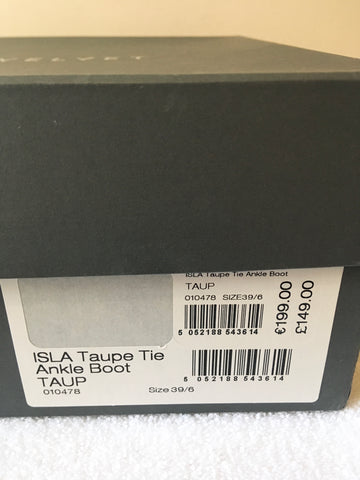 VELVET
ISLA Taupe Tie Ankle Boot
TAUP
010478 SIZE39/6
5 052188 543614
£199.00
£149.00
ISLA Taupe Tie
Ankle Boot
TAUP
010478
Size 39/6
5 052188 543614